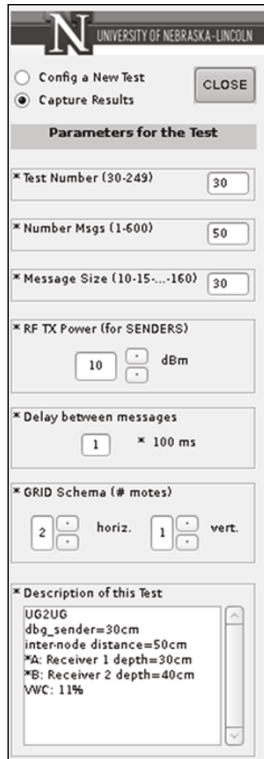 N UNIVERSITY OF NEBRASKA-LINCOLN
Config a New Test
CLOSE
Capture Results
Parameters for the Test
* Test Number (30-249) 30
* Number Msgs (1-600) 50
* Message Size (10-15-...-160) 30
* RF TX Power (for SENDERS)
10 dBm
* Delay between messages
1 * 100 ms
* GRID Schema (# motes)
2 horiz. 1 vert.
* Description of this Test
UG2UG
dbg_sender=30cm
inter-node distance=50cm
*A: Receiver 1 depth=30cm
*B: Receiver 2 depth=40cm
VWC: 11%